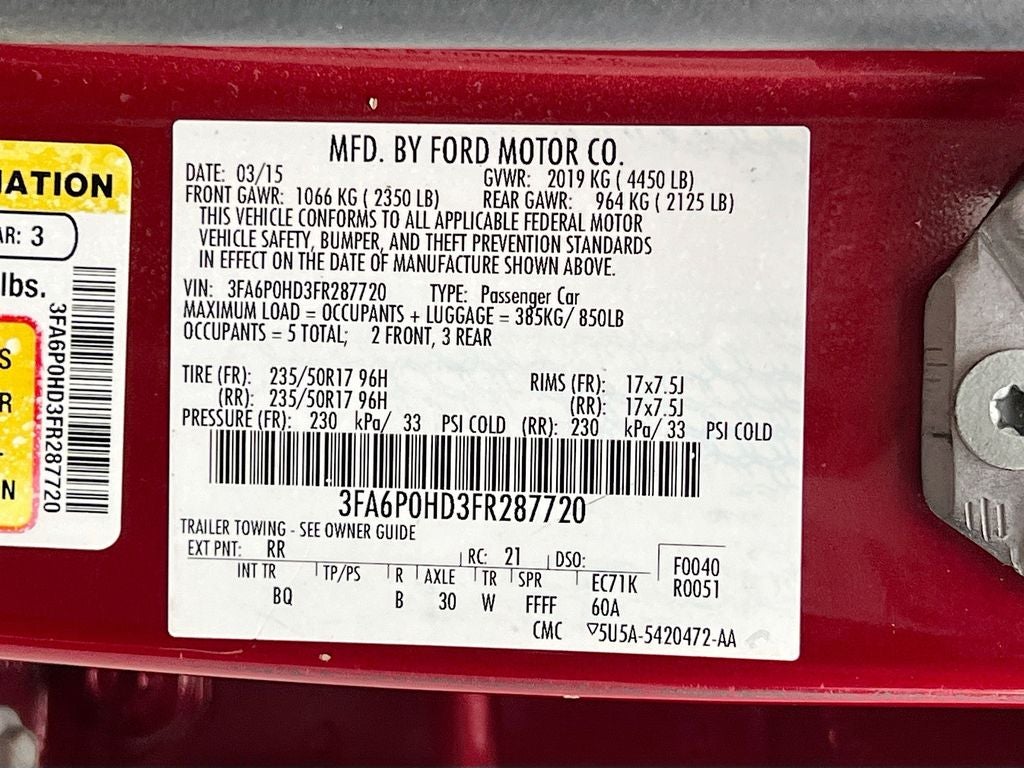 MFD. BY FORD MOTOR CO.
DATE: 03/15 GVWR: 2019 KG ( 4450 LB)
FRONT GAWR: 1066 KG ( 2350 LB) REAR GAWR: 964 KG ( 2125 LB)
THIS VEHICLE CONFORMS TO ALL APPLICABLE FEDERAL MOTOR
VEHICLE SAFETY, BUMPER, AND THEFT PREVENTION STANDARDS
IN EFFECT ON THE DATE OF MANUFACTURE SHOWN ABOVE.
VIN: 3FA6P0HD3FR287720 TYPE: Passenger Car
MAXIMUM LOAD = OCCUPANTS + LUGGAGE = 385KG/ 850LB
OCCUPANTS = 5 TOTAL; 2 FRONT, 3 REAR
TIRE (FR): 235/50R17 96H RIMS (FR): 17x7.5J
(RR): 235/50R17 96H (RR): 17x7.5J
PRESSURE (FR): 230 kPa/ 33 PSI COLD (RR): 230 kPa/ 33 PSI COLD
3FA6P0HD3FR287720
TRAILER TOWING - SEE OWNER GUIDE
EXT PNT: RR RC: 21 DSO: F0040
R0051
INT TR TP/PS R AXLE TR SPR EC71K
BQ B 30 W FFFF 60A
CMC ▽5U5A-5420472-AA
3
lbs.
3FA6P0HD3FR287720